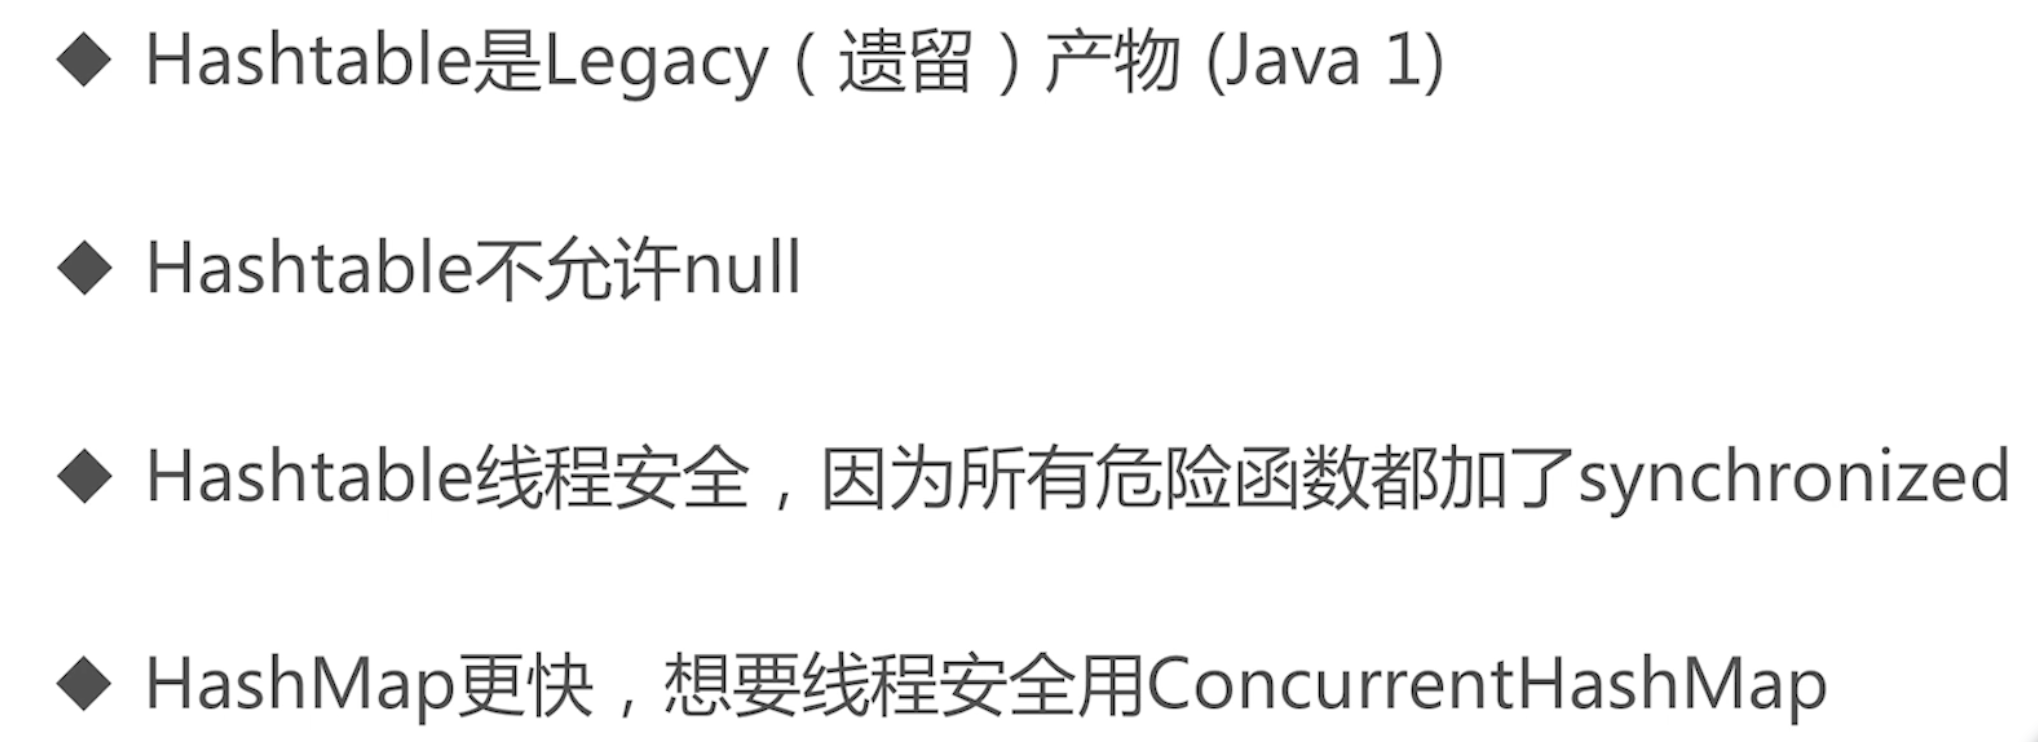 ◆ Hashtable是Legacy（遗留）产物 (Java 1)
◆ Hashtable不允许null
◆ Hashtable线程安全，因为所有危险函数都加了synchronized
◆ HashMap更快，想要线程安全用ConcurrentHashMap